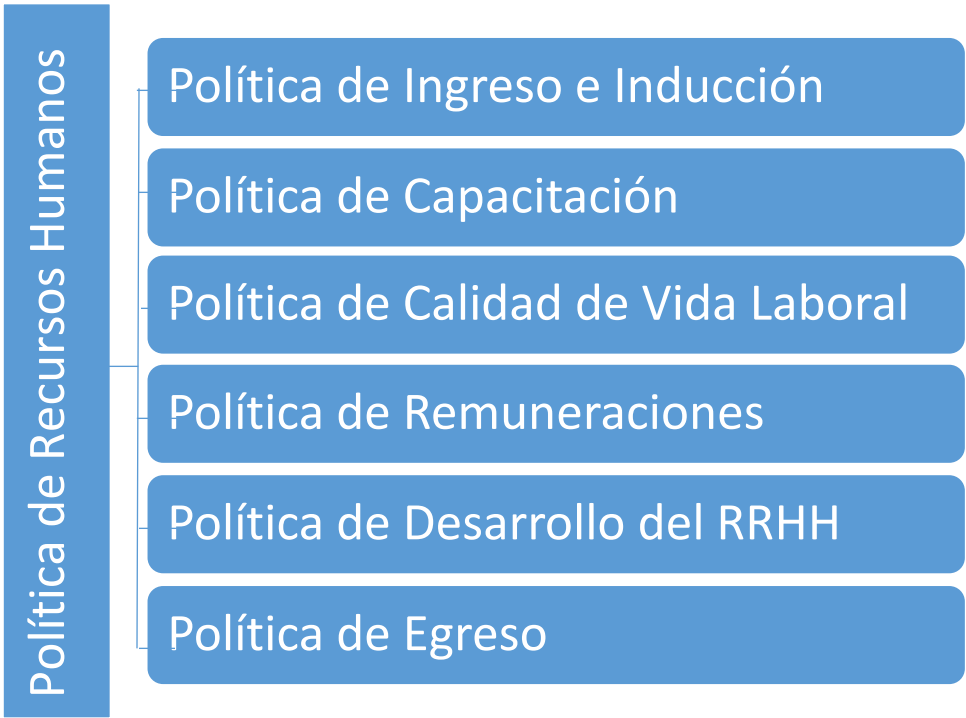 Política de Recursos Humanos
Política de Ingreso e Inducción
Política de Capacitación
Política de Calidad de Vida Laboral
Política de Remuneraciones
Política de Desarrollo del RRHH
Política de Egreso